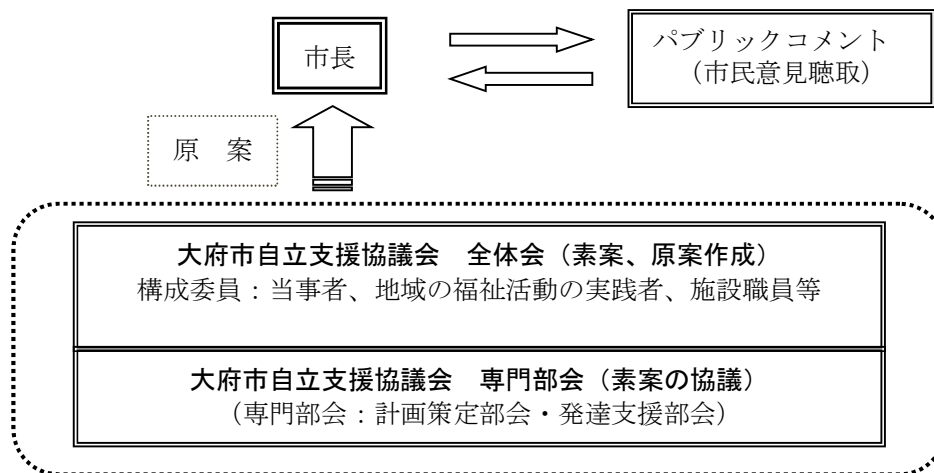 市長
パブリックコメント
（市民意見聴取）
原　案
大府市自立支援協議会　全体会（素案、原案作成）
構成委員：当事者、地域の福祉活動の実践者、施設職員等
大府市自立支援協議会　専門部会（素案の協議）
（専門部会：計画策定部会・発達支援部会）